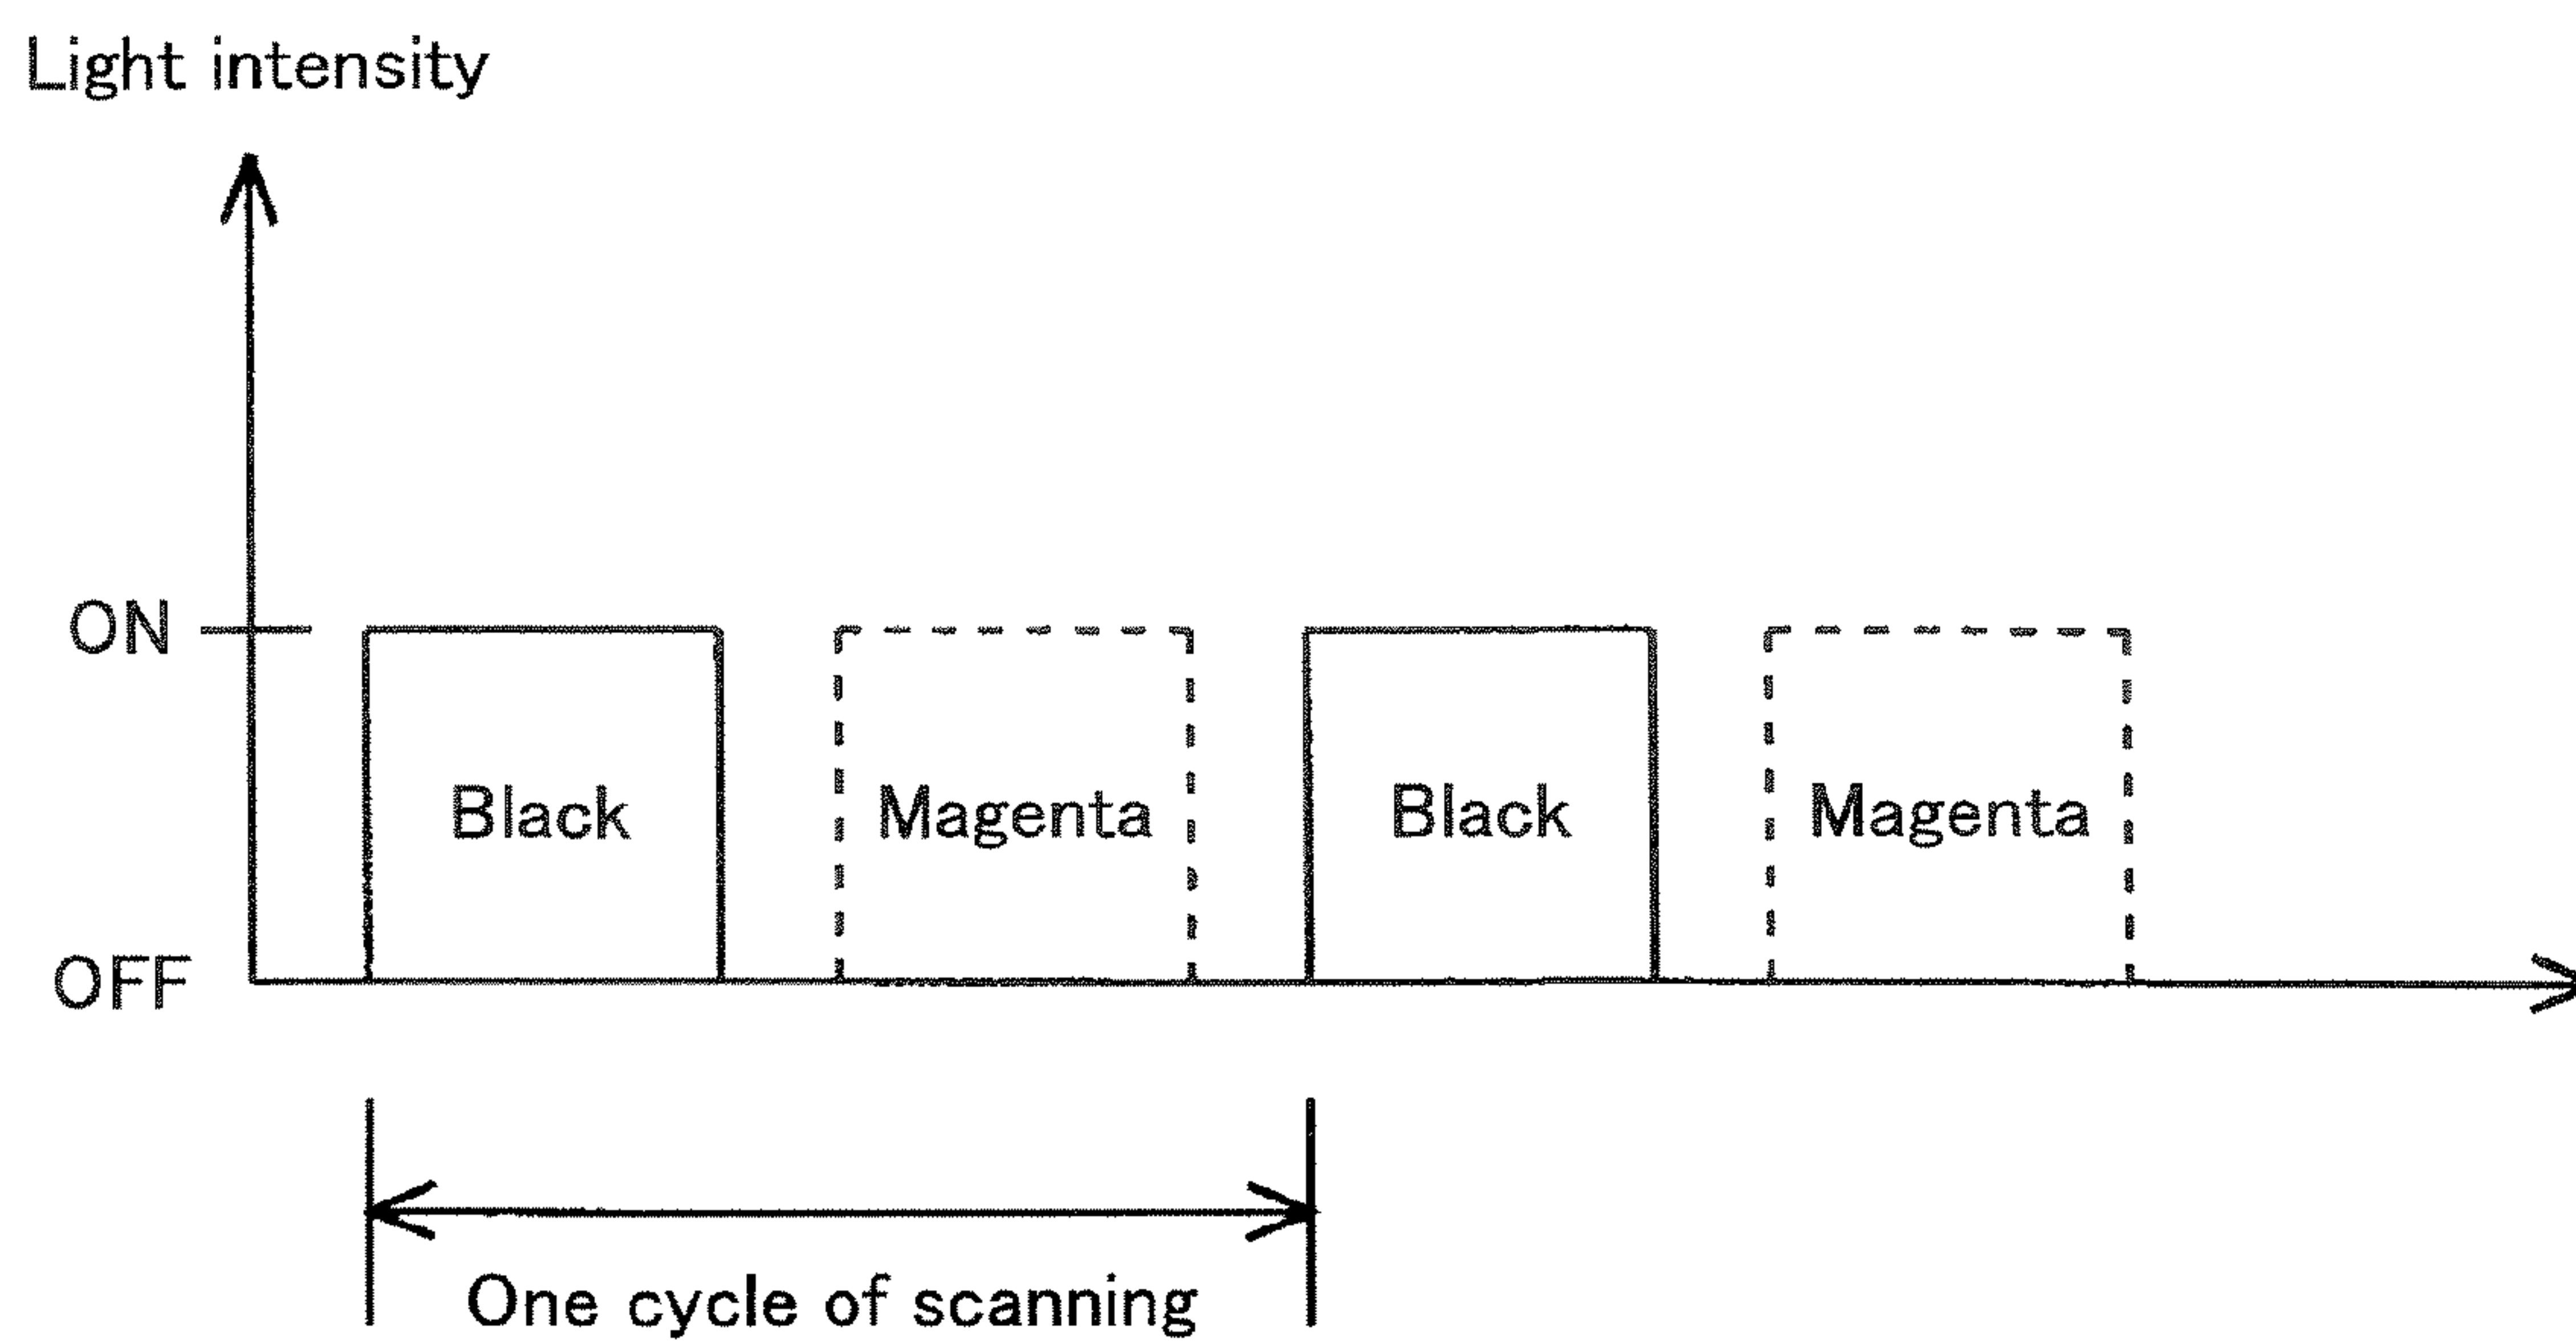 Light intensity
ON
Black
Magenta
Black
Magenta
OFF
One cycle of scanning